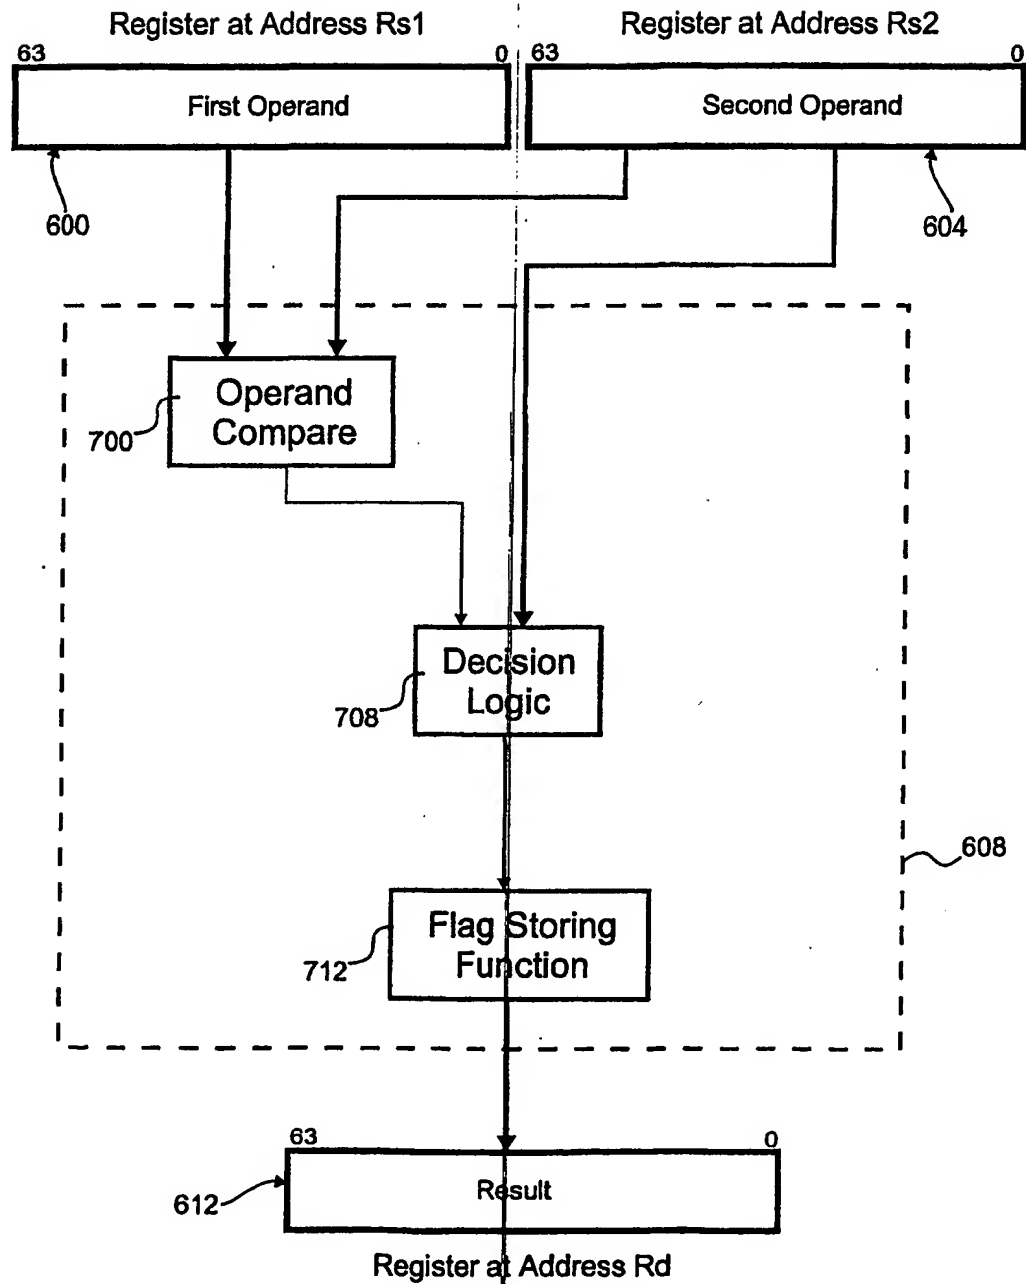 Register at Address Rs1
Register at Address Rs2
63
0
63
0
First Operand
Second Operand
600
604
Operand
Compare
700
Decision
Logic
708
608
Flag Storing
Function
712
63
0
Result
612
Register at Address Rd